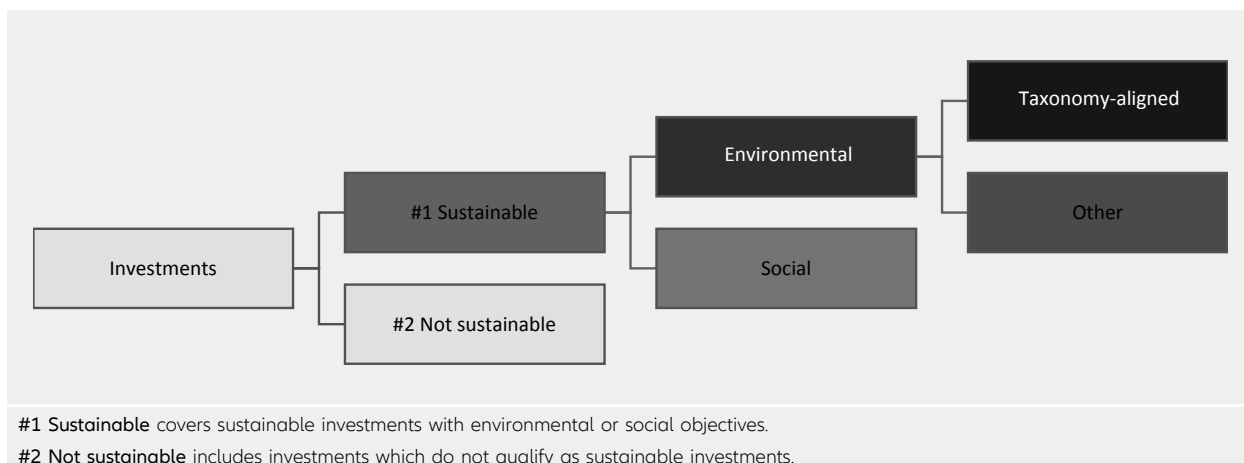 Taxonomy-aligned
Environmental
#1 Sustainable
Other
Investments
Social
#2 Not sustainable
#1 Sustainable covers sustainable investments with environmental or social objectives.
#2 Not sustainable includes investments which do not qualify as sustainable investments.